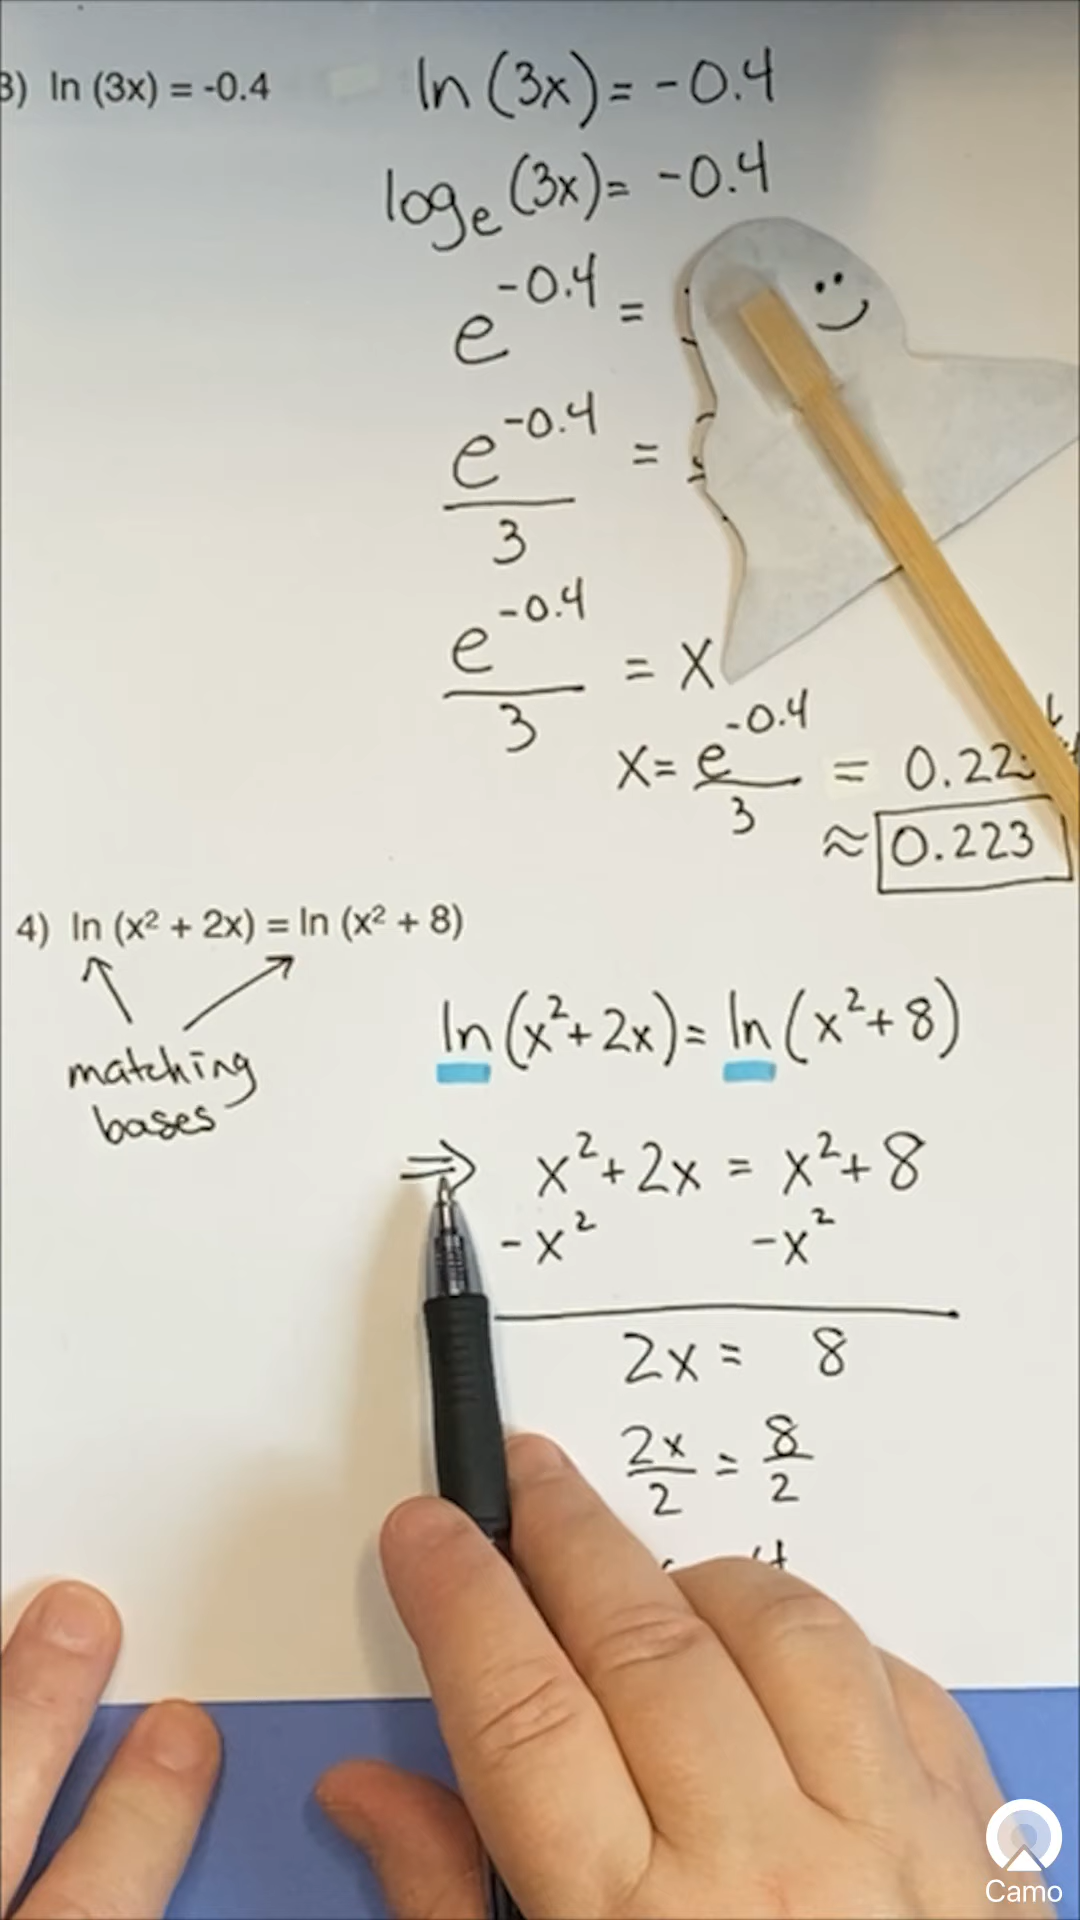 3) ln (3x) = -0.4
ln (3x) = -0.4
logₑ (3x) = -0.4
e^-0.4 =
e^-0.4 / 3 =
e^-0.4 / 3 = x
x = e^-0.4 / 3 = 0.22
≈ 0.223
4) ln (x² + 2x) = ln (x² + 8)
matching
bases
ln (x² + 2x) = ln (x² + 8)
⇒ x² + 2x = x² + 8
- x² - x²
2x = 8
2x/2 = 8/2
Camo